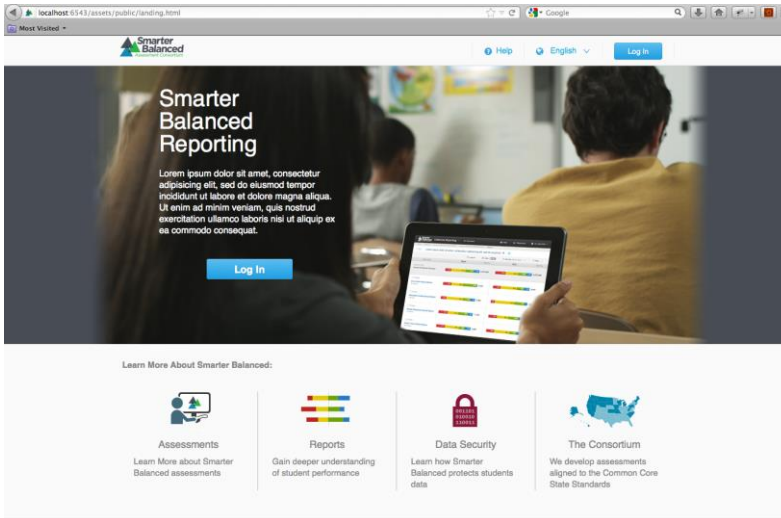 localhost:6543/assets/public/landing.html
Google
Most Visited
Smarter
Balanced
Assessment Consortium
Help
English
Log In
Smarter
Balanced
Reporting
Lorem ipsum dolor sit amet, consectetur
adipisicing elit, sed do eiusmod tempor
incididunt ut labore et dolore magna aliqua.
Ut enim ad minim veniam, quis nostrud
exercitation ullamco laboris nisi ut aliquip ex
ea commodo consequat.
Log In
Learn More About Smarter Balanced:
001101
010010
110011
Assessments
Learn More about Smarter
Balanced assessments
Reports
Gain deeper understanding
of student performance
Data Security
Learn how Smarter
Balanced protects students
data
The Consortium
We develop assessments
aligned to the Common Core
State Standards